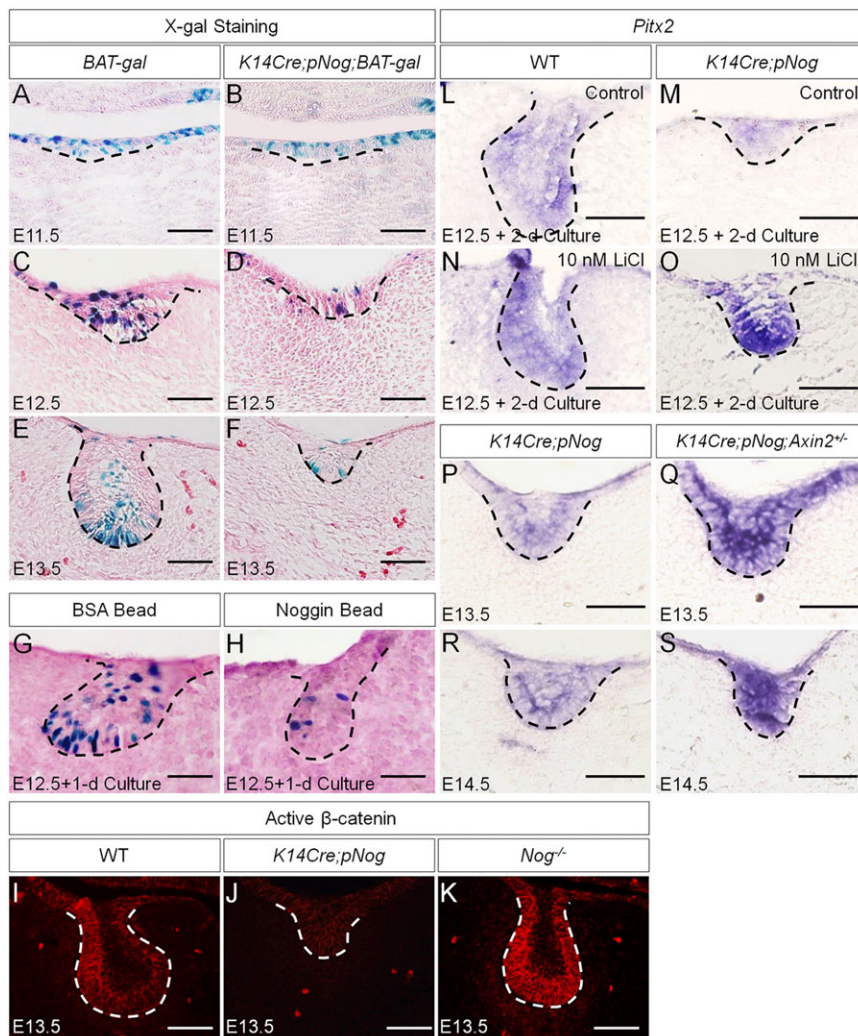 X-gal Staining
BAT-gal
K14Cre;pNog;BAT-gal
A
E11.5
B
E11.5
C
E12.5
D
E12.5
E
E13.5
F
E13.5
BSA Bead
Noggin Bead
G
E12.5+1-d Culture
H
E12.5+1-d Culture
Pitx2
WT
K14Cre;pNog
L
Control
E12.5 + 2-d Culture
M
Control
E12.5 + 2-d Culture
N
10 nM LiCl
E12.5 + 2-d Culture
O
10 nM LiCl
E12.5 + 2-d Culture
K14Cre;pNog
K14Cre;pNog;Axin2+/-
P
E13.5
Q
E13.5
R
E14.5
S
E14.5
Active β-catenin
WT
K14Cre;pNog
Nog-/-
I
E13.5
J
E13.5
K
E13.5